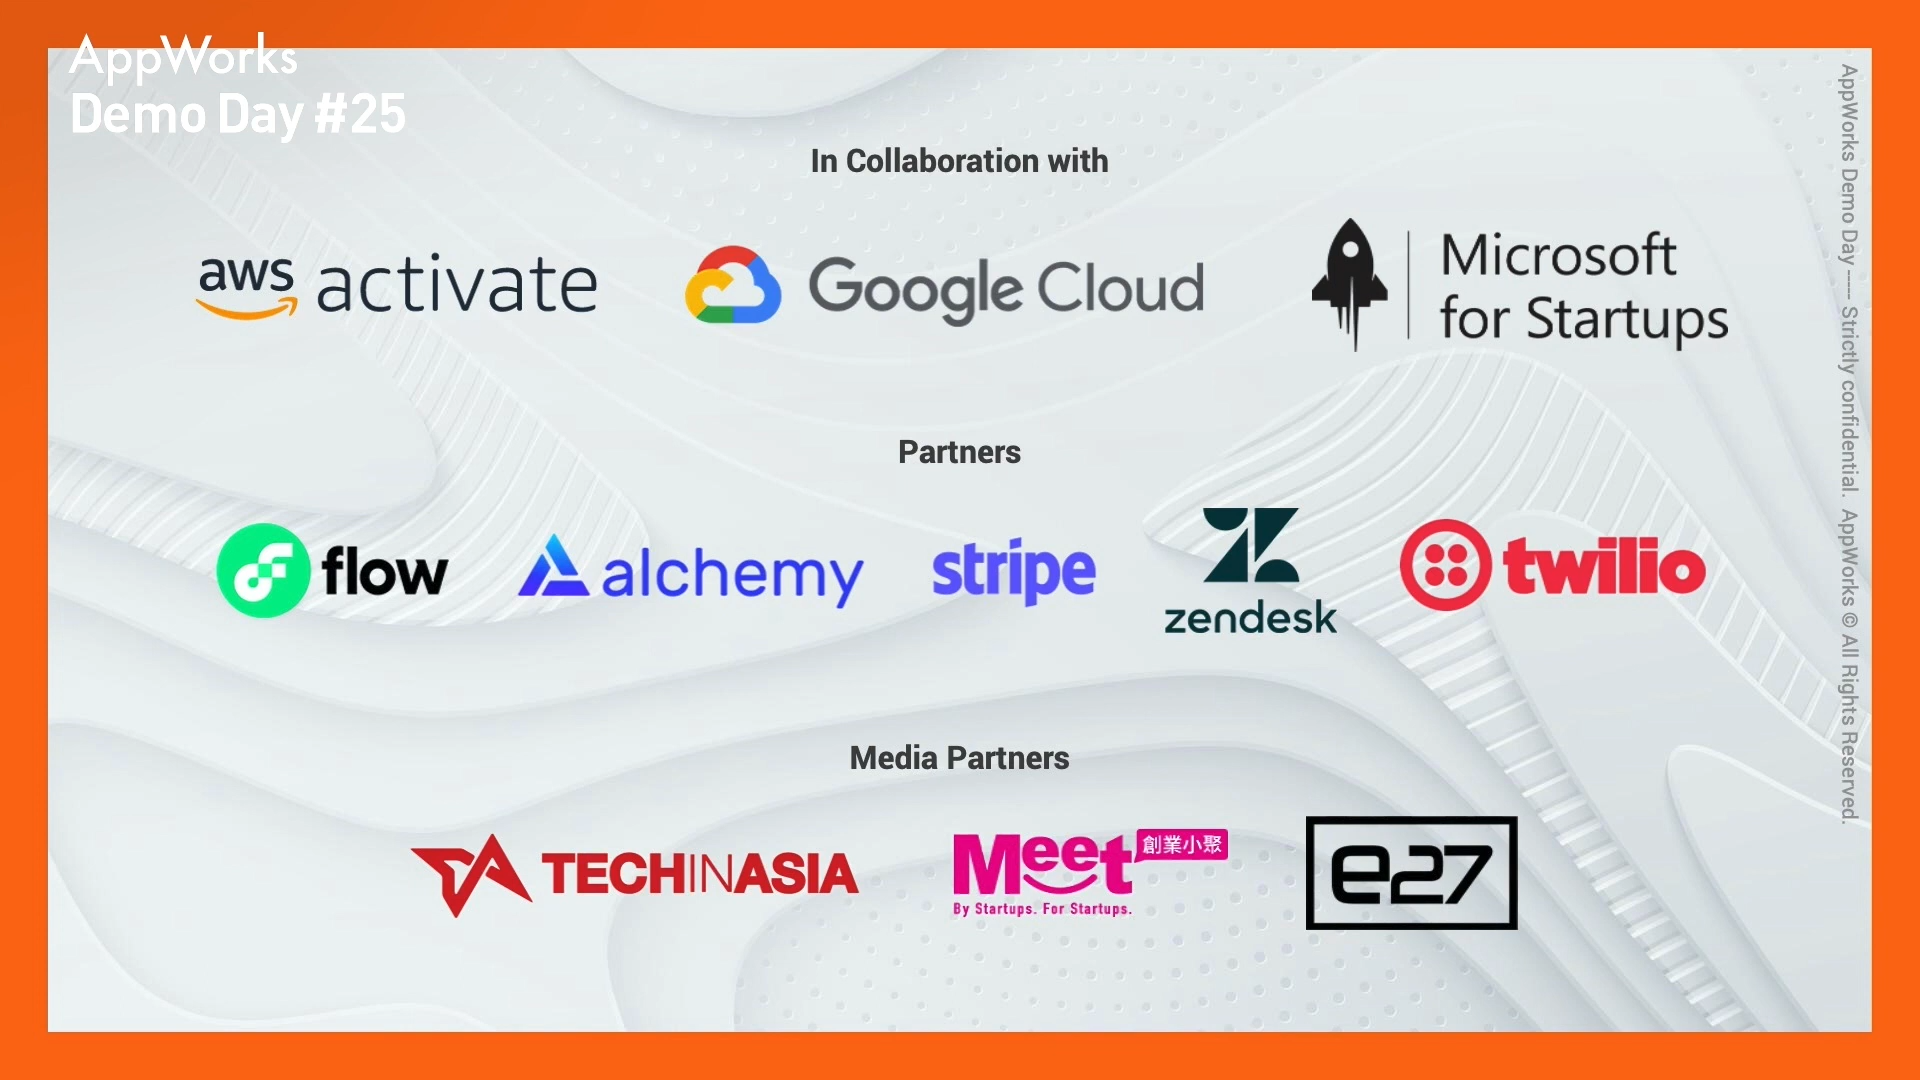 AppWorks
Demo Day #25
In Collaboration with
aws activate
Google Cloud
Microsoft
for Startups
Partners
flow
alchemy
stripe
zendesk
twilio
Media Partners
TECHINASIA
Meet 創業小聚
By Startups. For Startups.
e27
AppWorks Demo Day —— Strictly confidential. AppWorks © All Rights Reserved.